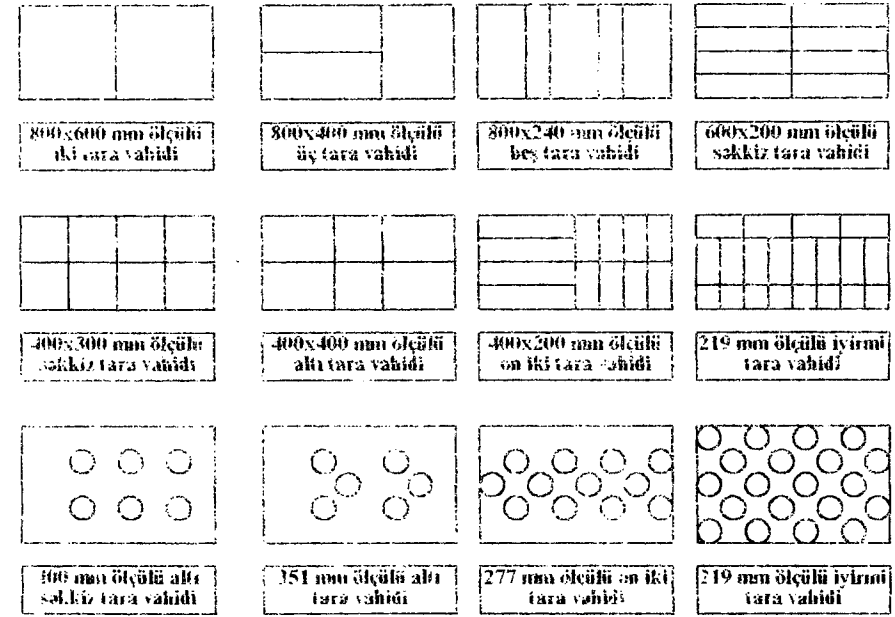 800x600 mm ölçülü
iki tara vahidi
800x400 mm ölçülü
üç tara vahidi
800x240 mm ölçülü
beş tara vahidi
600x200 mm ölçülü
səkkiz tara vahidi
400x300 mm ölçülü
səkkiz tara vahidi
400x400 mm ölçülü
altı tara vahidi
400x200 mm ölçülü
on iki tara vahidi
219 mm ölçülü iyirmi
tara vahidi
400 mm ölçülü altı
səkkiz tara vahidi
351 mm ölçülü altı
tara vahidi
277 mm ölçülü on iki
tara vahidi
219 mm ölçülü iyirmi
tara vahidi